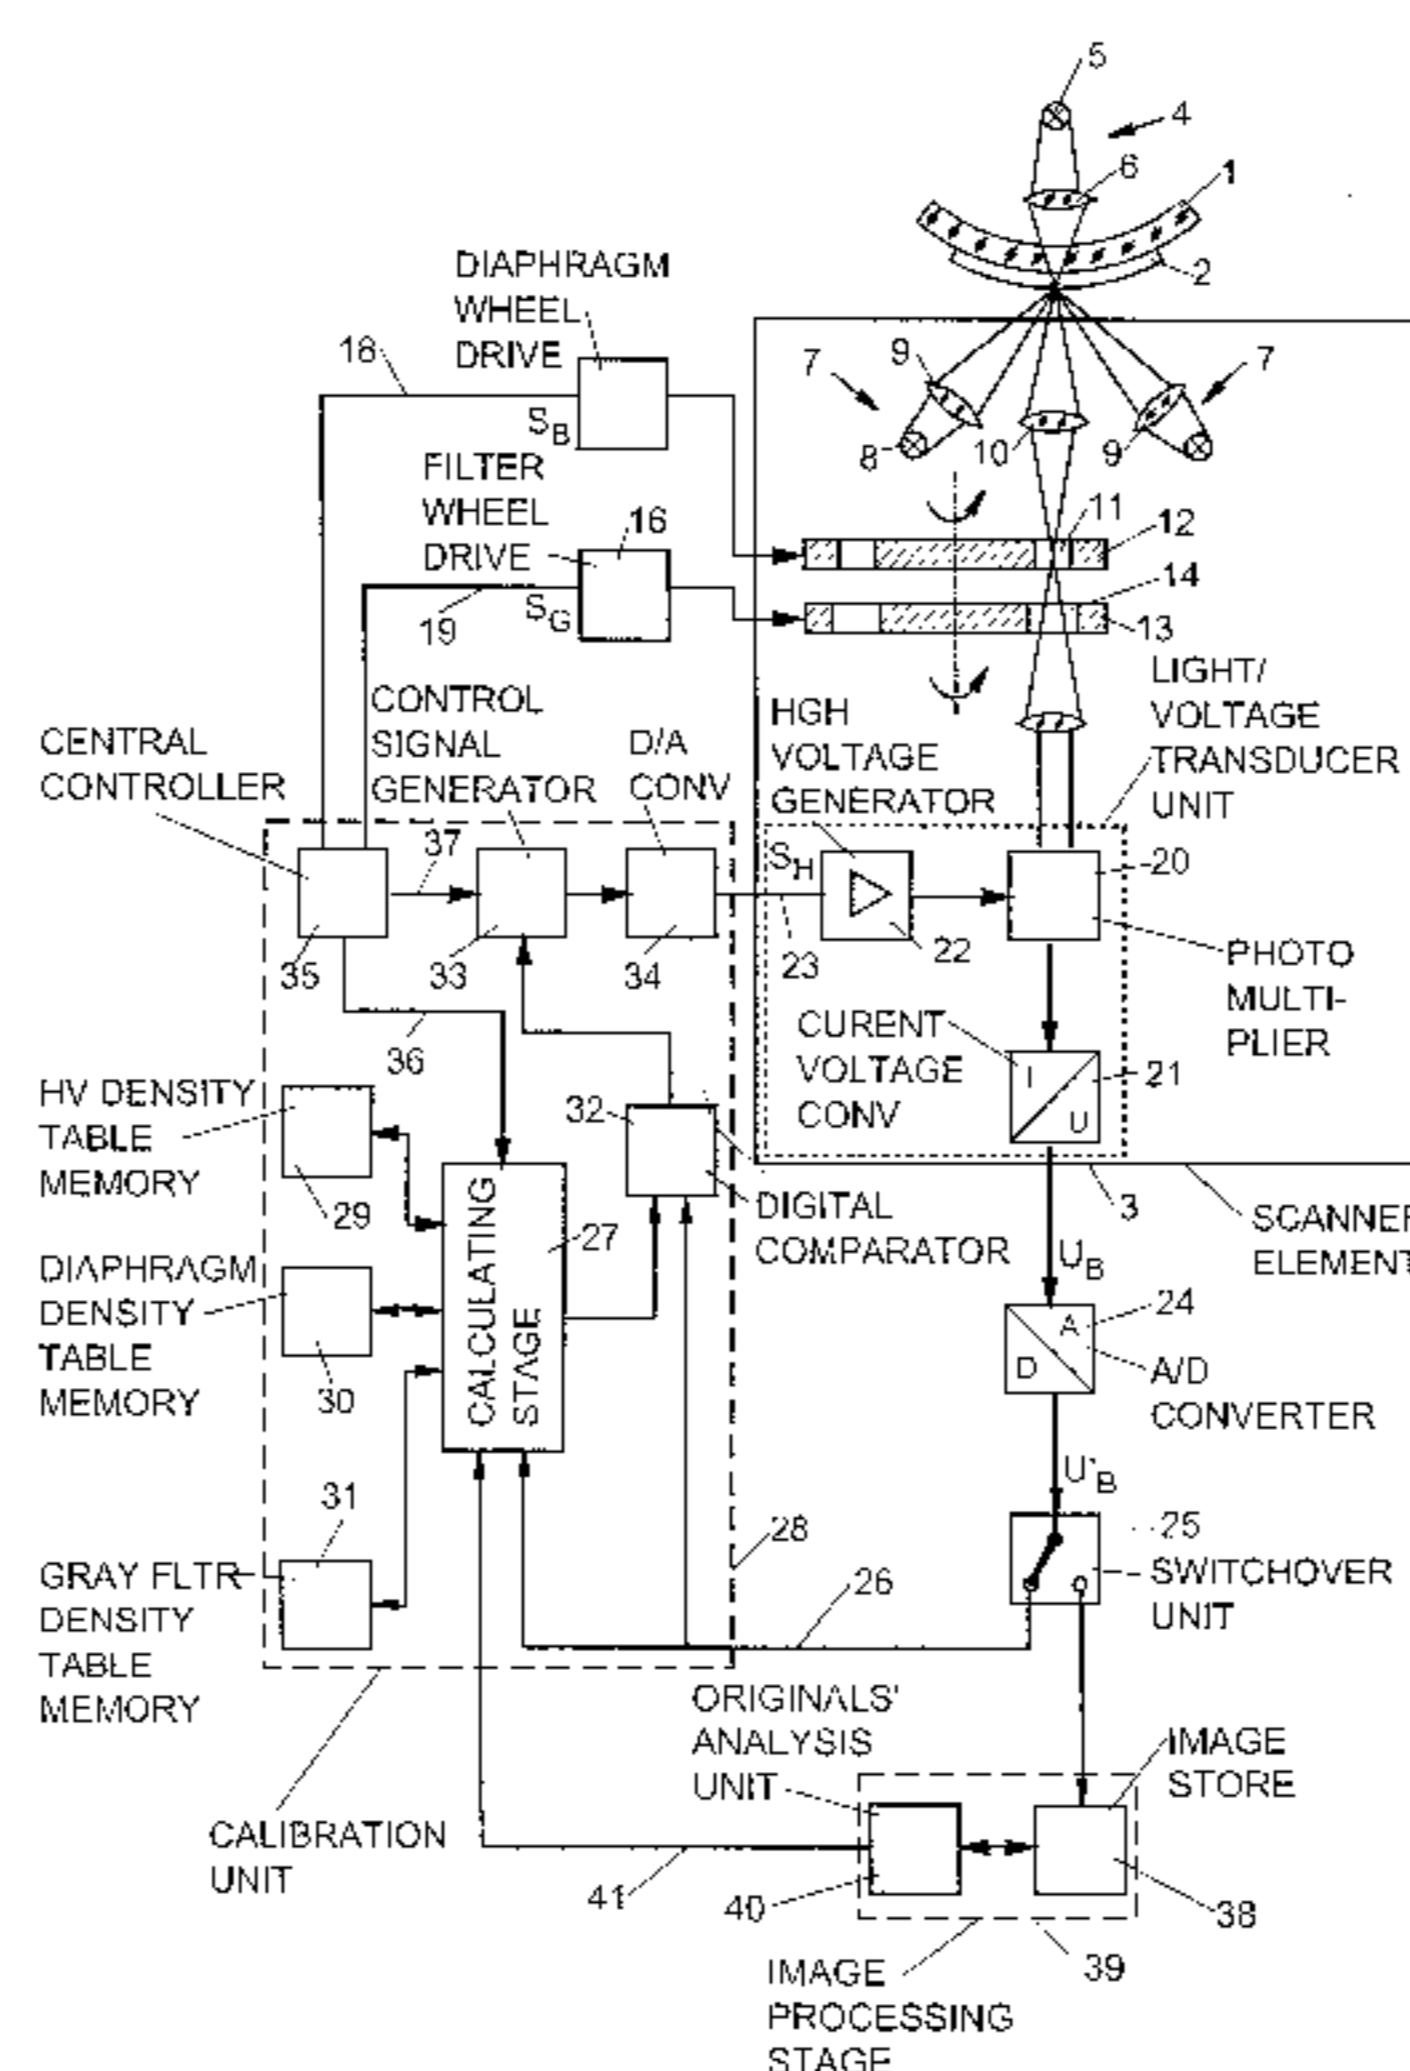 5
4
6
1
2
DIAPHRAGM
WHEEL
DRIVE
18
S_B
7
9
7
8
10
9
FILTER
WHEEL
DRIVE
16
11
12
14
13
19
S_G
LIGHT/
VOLTAGE
TRANSDUCER
UNIT
CONTROL
SIGNAL
GENERATOR
D/A
CONV
HGH
VOLTAGE
GENERATOR
CENTRAL
CONTROLLER
37
S_H
20
35
33
34
23
22
PHOTO
MULTI-
PLIER
36
CURENT
VOLTAGE
CONV
I
U
21
HV DENSITY
TABLE
MEMORY
29
32
DIGITAL
COMPARATOR
3
SCANNER
ELEMENT
27
CALCULATING
STAGE
U_B
DIAPHRAGM
DENSITY
TABLE
MEMORY
30
A
D
24
A/D
CONVERTER
U'_B
31
28
25
SWITCHOVER
UNIT
GRAY FLTR
DENSITY
TABLE
MEMORY
26
ORIGINALS'
ANALYSIS
UNIT
IMAGE
STORE
CALIBRATION
UNIT
41
40
38
39
IMAGE
PROCESSING
STAGE